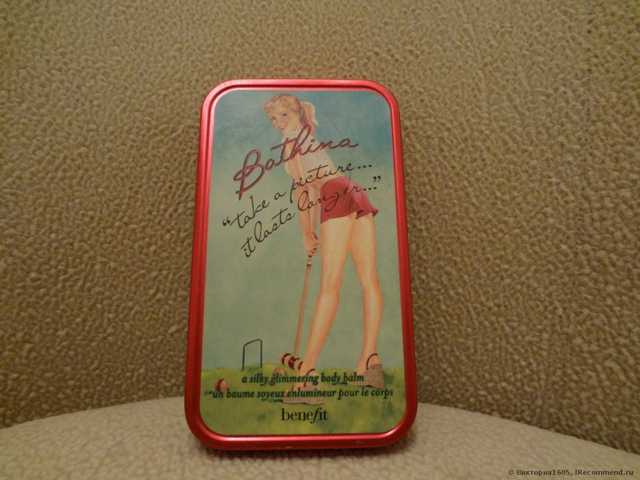 Bathina
"take a picture...
it lasts longer..."
a silky glimmering body balm
un baume soyeux enlumineur pour le corps
benefit
© Виктория1605, IRecommend.ru